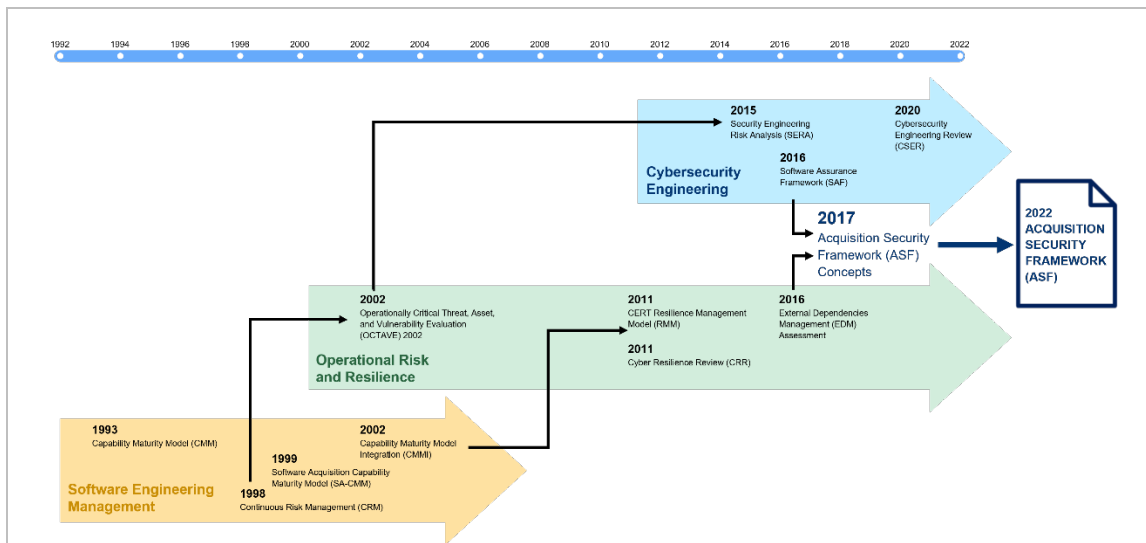 1992 1994 1996 1998 2000 2002 2004 2006 2008 2010 2012 2014 2016 2018 2020 2022
2015
Security Engineering
Risk Analysis (SERA)
2020
Cybersecurity
Engineering Review
(CSER)
2016
Software Assurance
Framework (SAF)
Cybersecurity
Engineering
2017
Acquisition Security
Framework (ASF)
Concepts
2022
ACQUISITION
SECURITY
FRAMEWORK
(ASF)
2002
Operationally Critical Threat, Asset,
and Vulnerability Evaluation
(OCTAVE) 2002
2011
CERT Resilience Management
Model (RMM)
2011
Cyber Resilience Review (CRR)
2016
External Dependencies
Management (EDM)
Assessment
Operational Risk
and Resilience
1993
Capability Maturity Model (CMM)
2002
Capability Maturity Model
Integration (CMMI)
1999
Software Acquisition Capability
Maturity Model (SA-CMM)
1998
Continuous Risk Management (CRM)
Software Engineering
Management